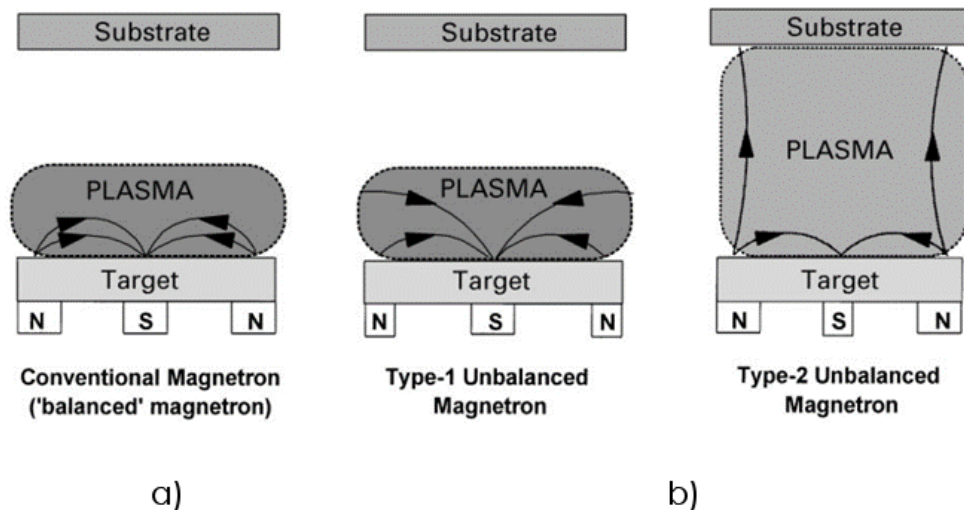 Substrate
PLASMA
Target
N S N
Conventional Magnetron
('balanced' magnetron)
Substrate
PLASMA
Target
N S N
Type-1 Unbalanced
Magnetron
Substrate
PLASMA
Target
N S N
Type-2 Unbalanced
Magnetron
a)
b)